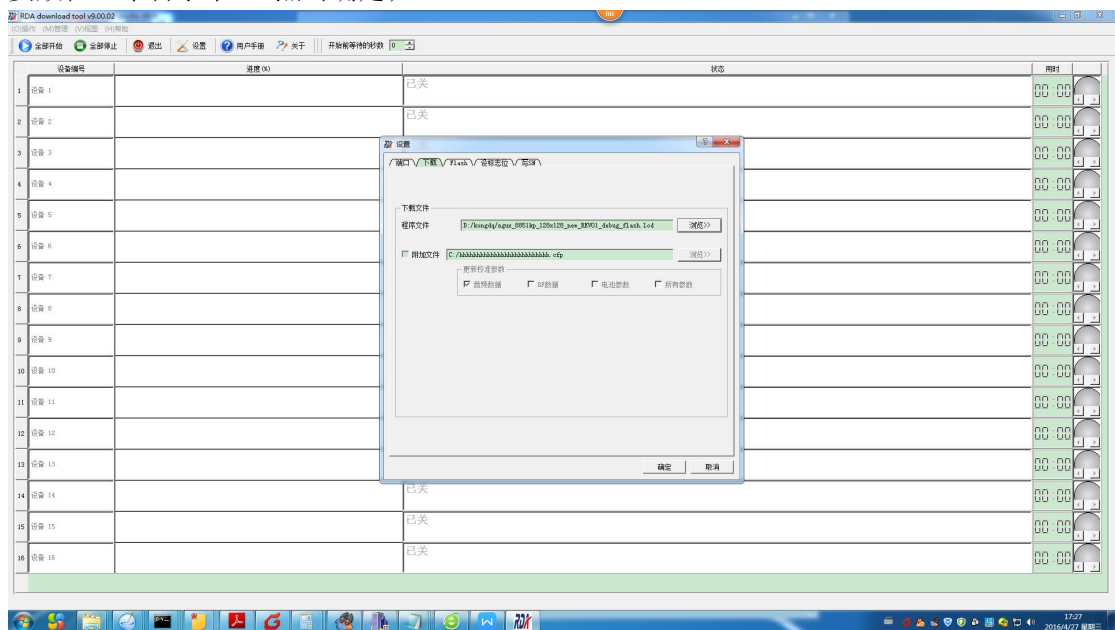 RDA download tool v9.00.02
(O)操作 (M)管理 (V)视图 (H)帮助
全部开始 全部停止 退出 设置 用户手册 关于 开始前等待的秒数 0
设备编号 进度(%) 状态 用时
1 设备 1 已关 00:00
2 设备 2 已关 00:00
3 设备 3 00:00
4 设备 4 00:00
5 设备 5 00:00
6 设备 6 00:00
7 设备 7 00:00
8 设备 8 00:00
9 设备 9 00:00
10 设备 10 00:00
11 设备 11 00:00
12 设备 12 00:00
13 设备 13 00:00
14 设备 14 已关 00:00
15 设备 15 已关 00:00
16 设备 16 已关 00:00
设置
端口 下载 Flash 设标志位 写SN
下载文件
程序文件 浏览>>
附加文件 浏览>>
更新校准参数
音频数据 RF数据 电池参数 所有参数
确定 取消
17:27
2016/4/27 星期三